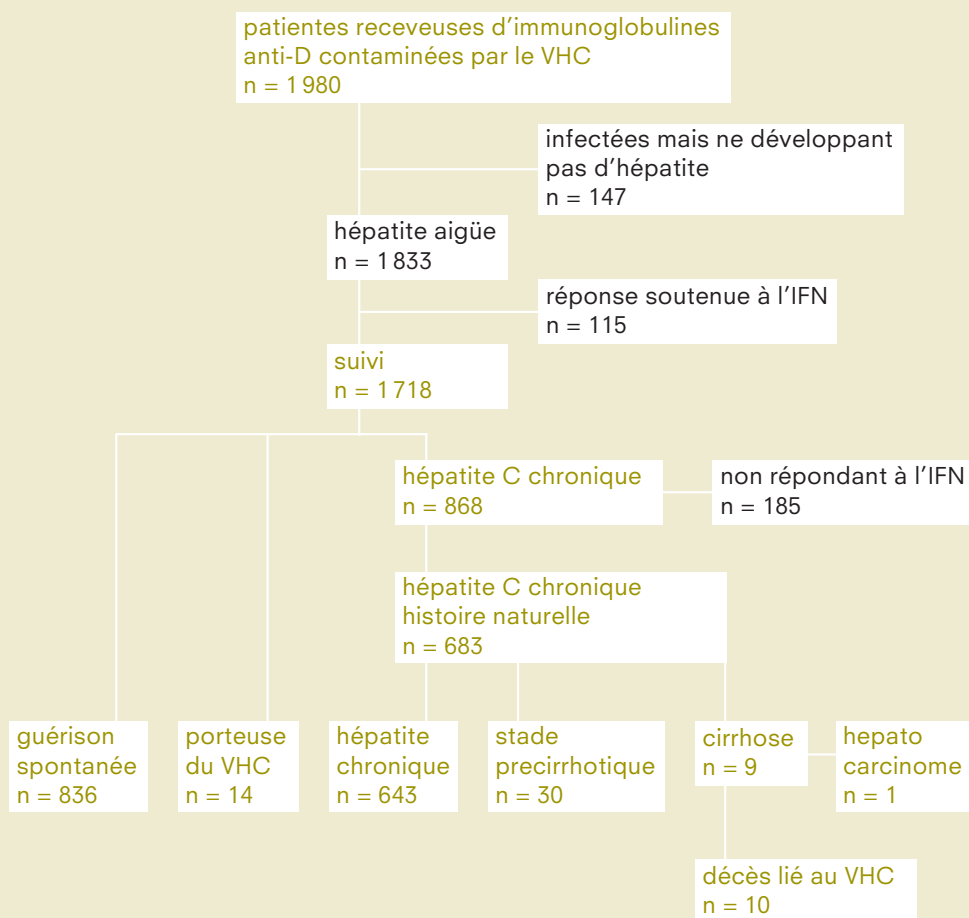 patientes receveuses d'immunoglobulines
anti-D contaminées par le VHC
n = 1 980
infectées mais ne développant
pas d'hépatite
n = 147
hépatite aigüe
n = 1 833
réponse soutenue à l'IFN
n = 115
suivi
n = 1 718
hépatite C chronique
n = 868
non répondant à l'IFN
n = 185
hépatite C chronique
histoire naturelle
n = 683
guérison
spontanée
n = 836
porteuse
du VHC
n = 14
hépatite
chronique
n = 643
stade
precirrhotique
n = 30
cirrhose
n = 9
hepato
carcinome
n = 1
décès lié au VHC
n = 10